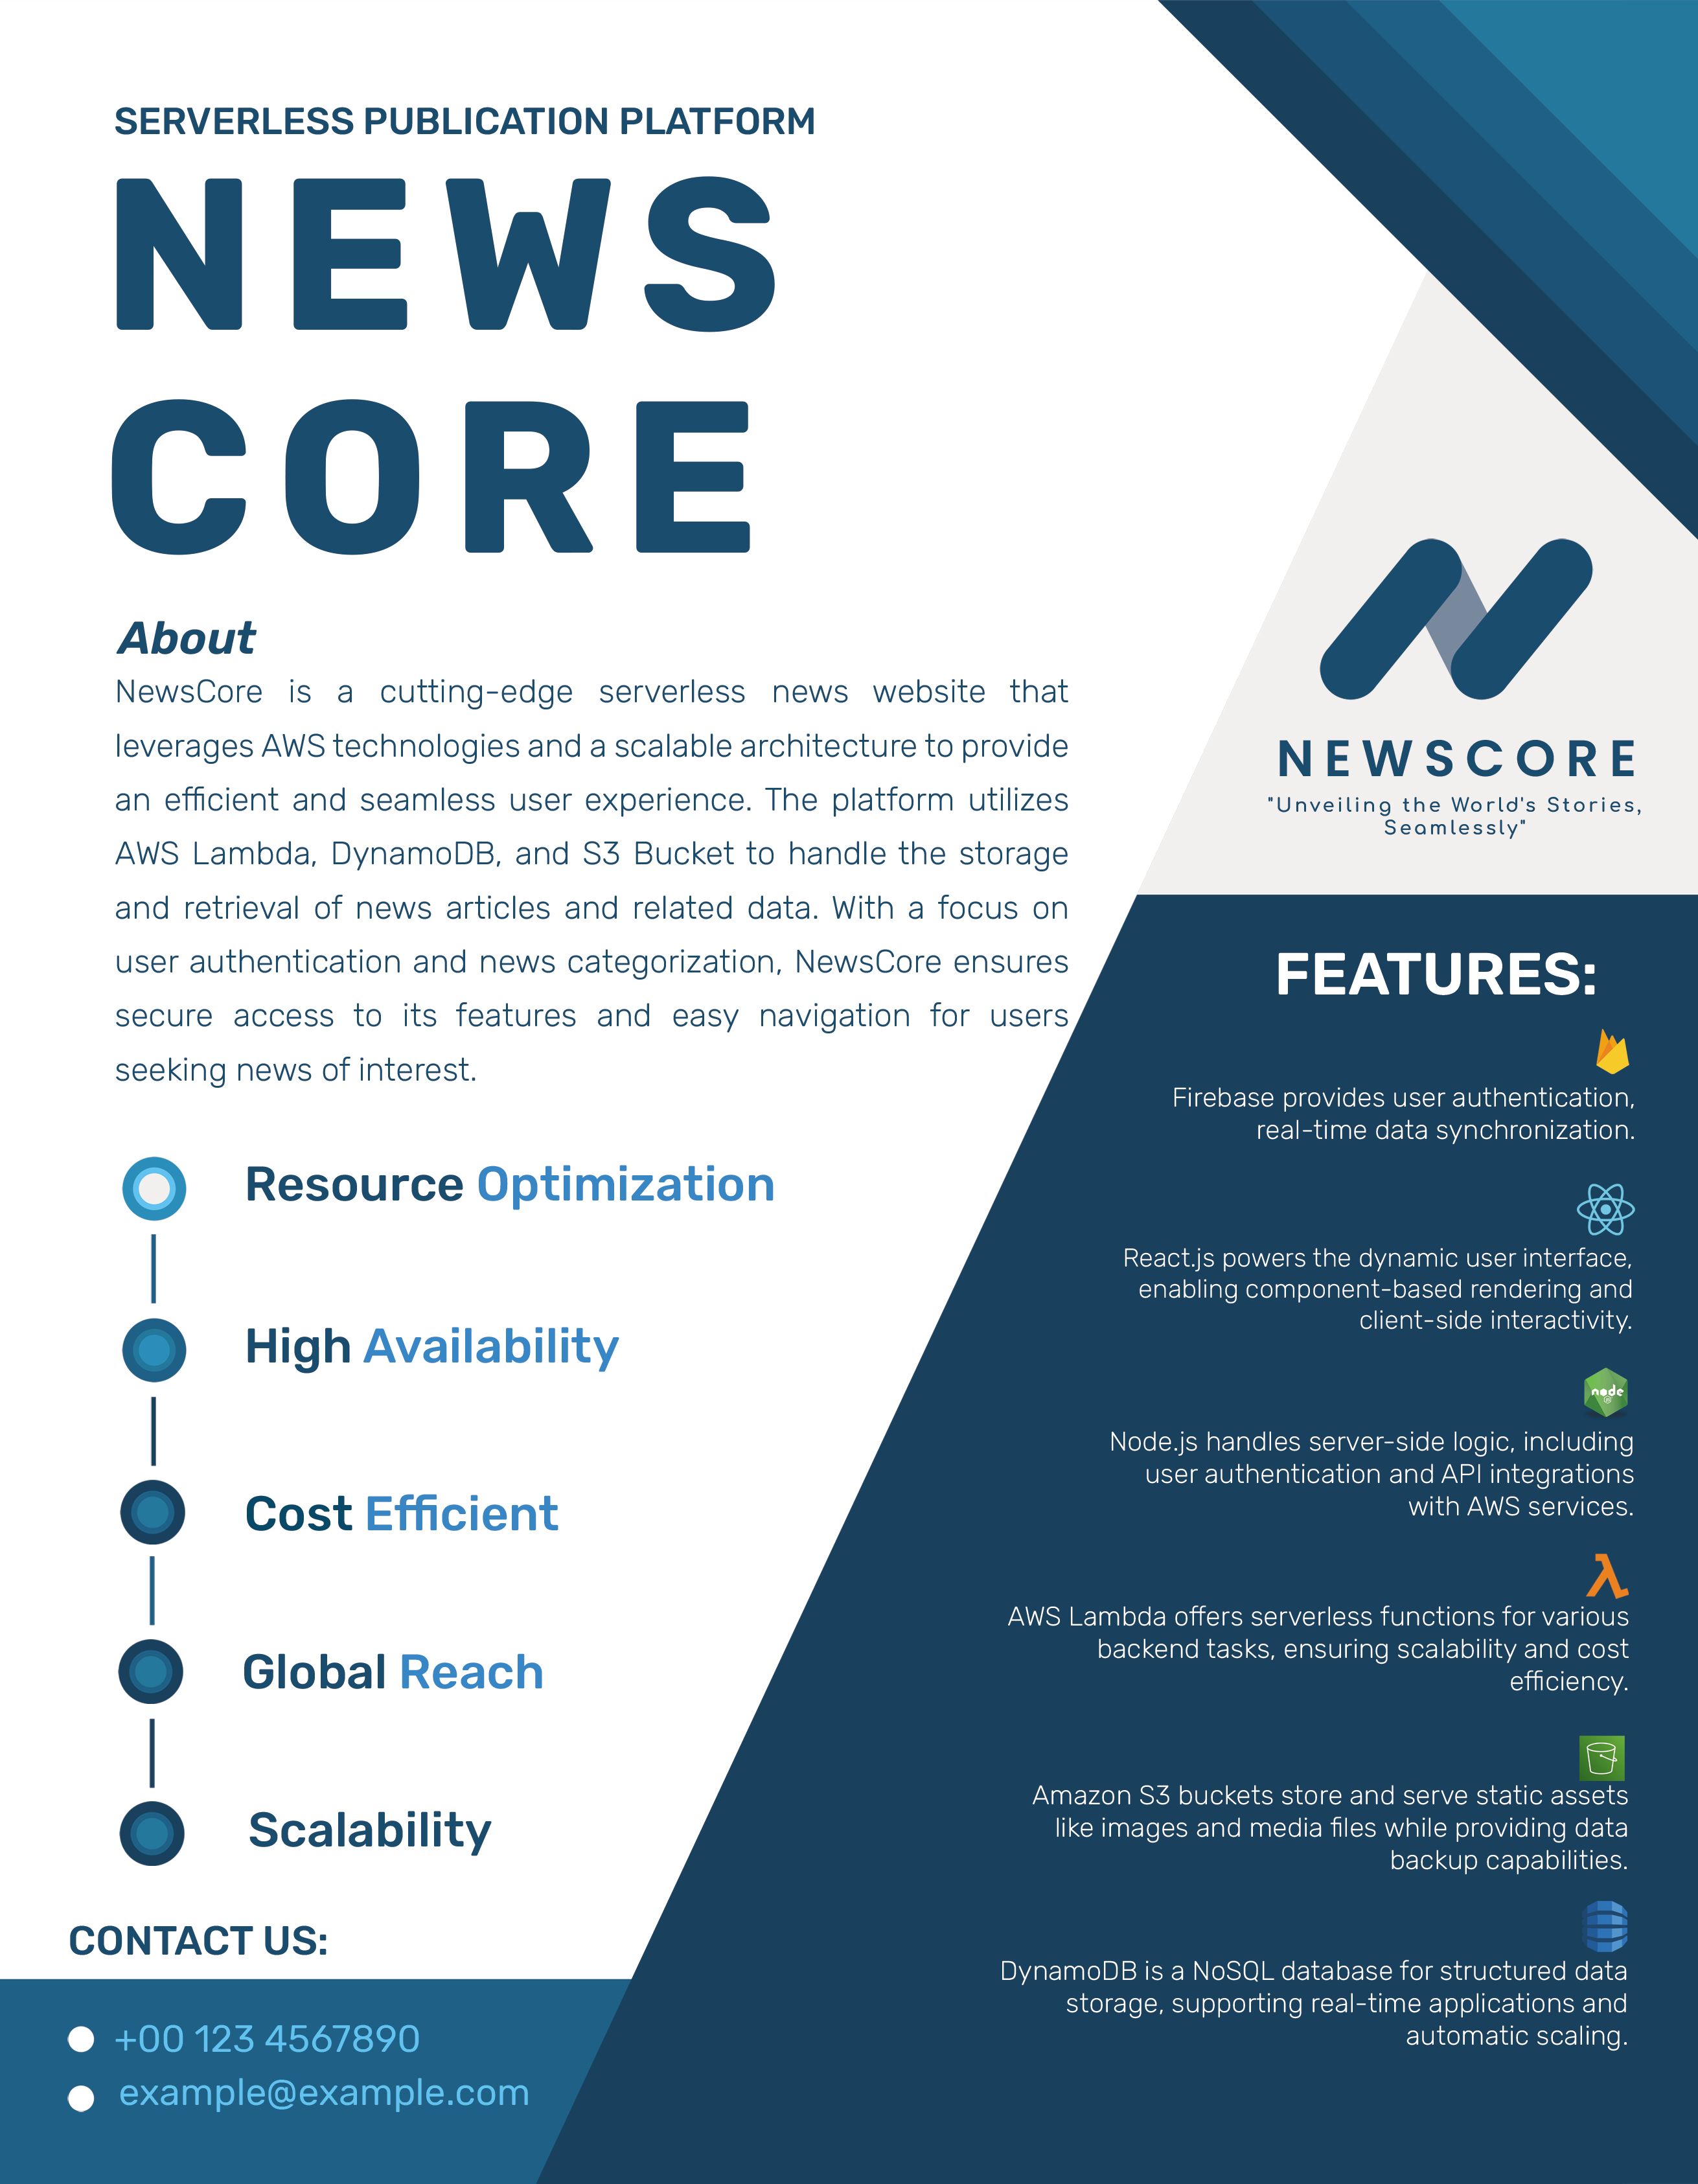 SERVERLESS PUBLICATION PLATFORM
NEWS
CORE
About
NewsCore is a cutting-edge serverless news website that
leverages AWS technologies and a scalable architecture to provide
an efficient and seamless user experience. The platform utilizes
AWS Lambda, DynamoDB, and S3 Bucket to handle the storage
and retrieval of news articles and related data. With a focus on
user authentication and news categorization, NewsCore ensures
secure access to its features and easy navigation for users
seeking news of interest.
Resource Optimization
High Availability
Cost Efficient
Global Reach
Scalability
CONTACT US:
+00 123 4567890
example@example.com
NEWSCORE
"Unveiling the World's Stories,
Seamlessly"
FEATURES:
Firebase provides user authentication,
real-time data synchronization.
React.js powers the dynamic user interface,
enabling component-based rendering and
client-side interactivity.
node
Node.js handles server-side logic, including
user authentication and API integrations
with AWS services.
AWS Lambda offers serverless functions for various
backend tasks, ensuring scalability and cost
efficiency.
Amazon S3 buckets store and serve static assets
like images and media files while providing data
backup capabilities.
DynamoDB is a NoSQL database for structured data
storage, supporting real-time applications and
automatic scaling.